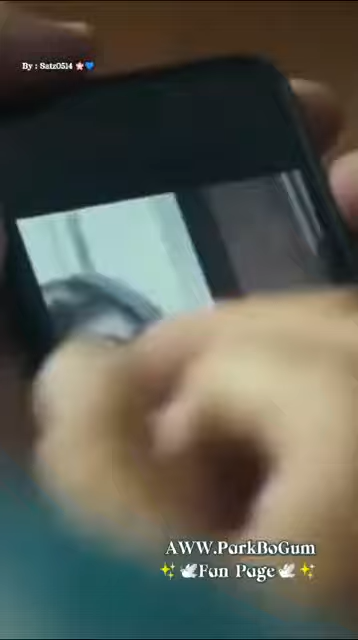 By : Satz0514 🌸💙
AWW.ParkBoGum
✨🕊Fan Page🕊✨